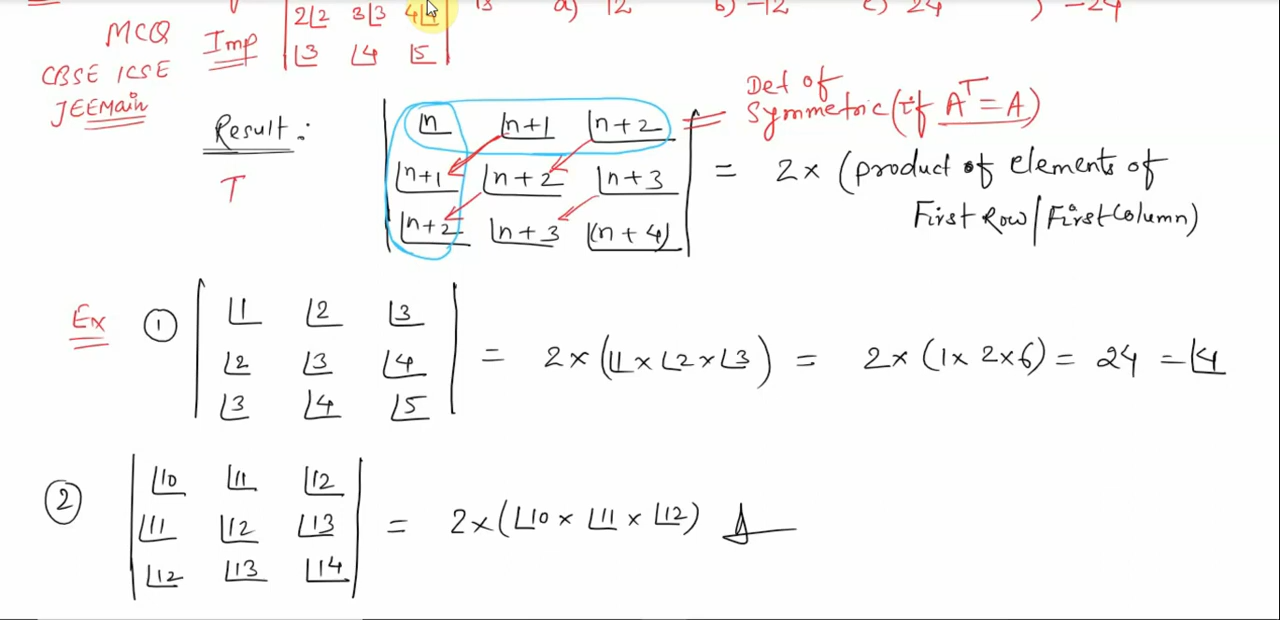 a) 12 b) -12 c) 24 ) -24
MCQ Imp | 2⌊2 3⌊3 4⌊4 |
CBSE ICSE | ⌊3 ⌊4 ⌊5 |
JEEMain
Det of
Symmetric (if Aᵀ = A)
Result :
T
| ⌊n ⌊n+1 ⌊n+2 |
| ⌊n+1 ⌊n+2 ⌊n+3 | = 2× (product of elements of
| ⌊n+2 ⌊n+3 ⌊(n+4) | First Row/First Column)
Ex ① | ⌊1 ⌊2 ⌊3 |
| ⌊2 ⌊3 ⌊4 | = 2× (⌊1 × ⌊2 × ⌊3) = 2× (1× 2×6) = 24 = ⌊4
| ⌊3 ⌊4 ⌊5 |
② | ⌊10 ⌊11 ⌊12 |
| ⌊11 ⌊12 ⌊13 | = 2× (⌊10 × ⌊11 × ⌊12)
| ⌊12 ⌊13 ⌊14 |